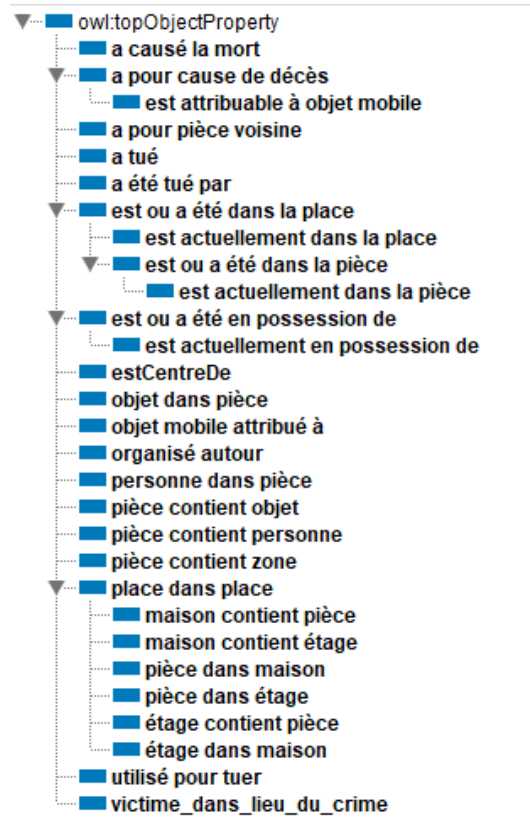 owl:topObjectProperty
a causé la mort
a pour cause de décès
est attribuable à objet mobile
a pour pièce voisine
a tué
a été tué par
est ou a été dans la place
est actuellement dans la place
est ou a été dans la pièce
est actuellement dans la pièce
est ou a été en possession de
est actuellement en possession de
estCentreDe
objet dans pièce
objet mobile attribué à
organisé autour
personne dans pièce
pièce contient objet
pièce contient personne
pièce contient zone
place dans place
maison contient pièce
maison contient étage
pièce dans maison
pièce dans étage
étage contient pièce
étage dans maison
utilisé pour tuer
victime_dans_lieu_du_crime